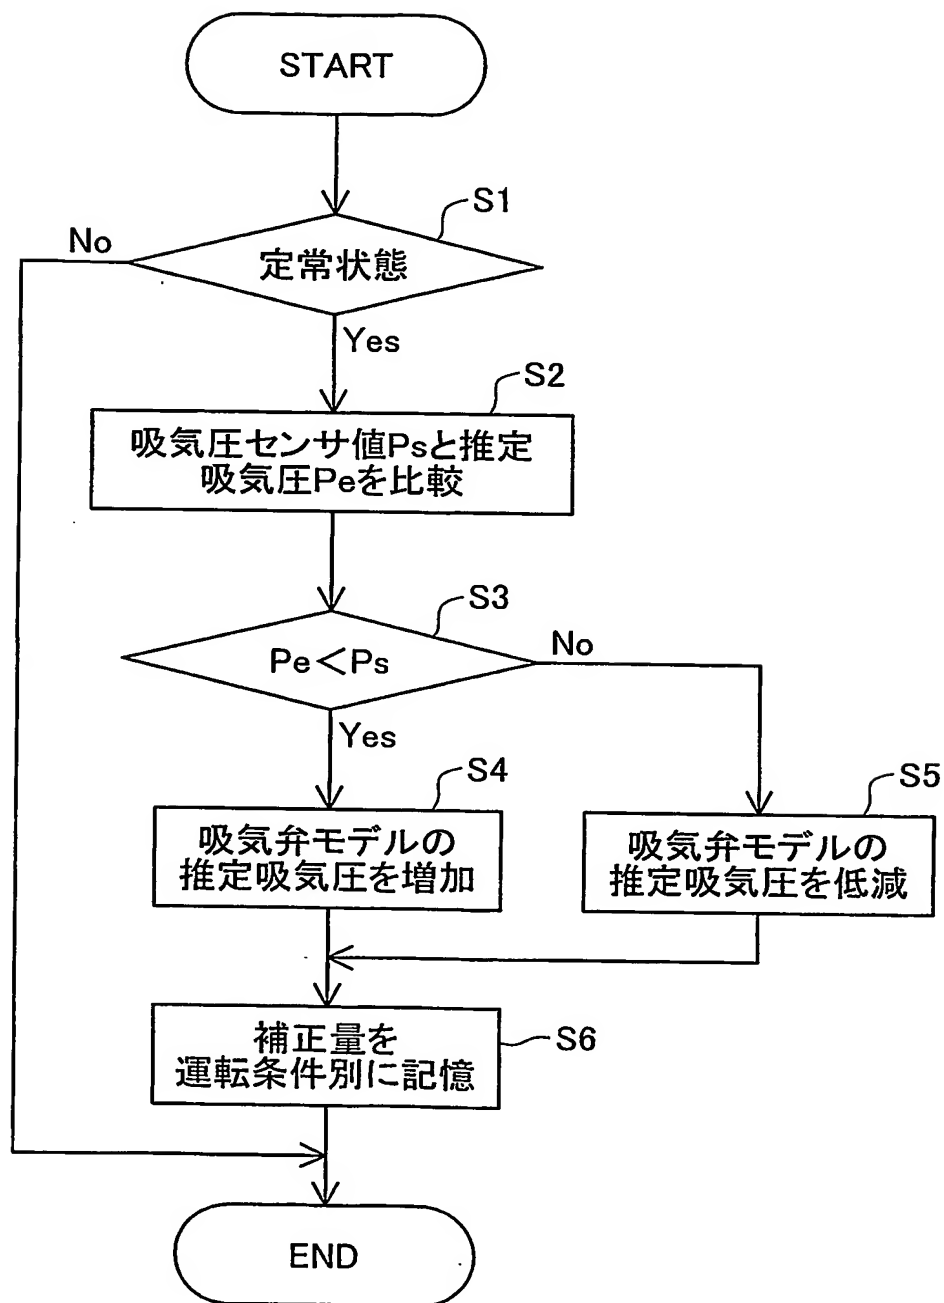 START
S1
No
定常状態
Yes
S2
吸気圧センサ値Psと推定
吸気圧Peを比較
S3
Pe<Ps
No
Yes
S4
吸気弁モデルの
推定吸気圧を増加
S5
吸気弁モデルの
推定吸気圧を低減
補正量を
運転条件別に記憶
S6
END